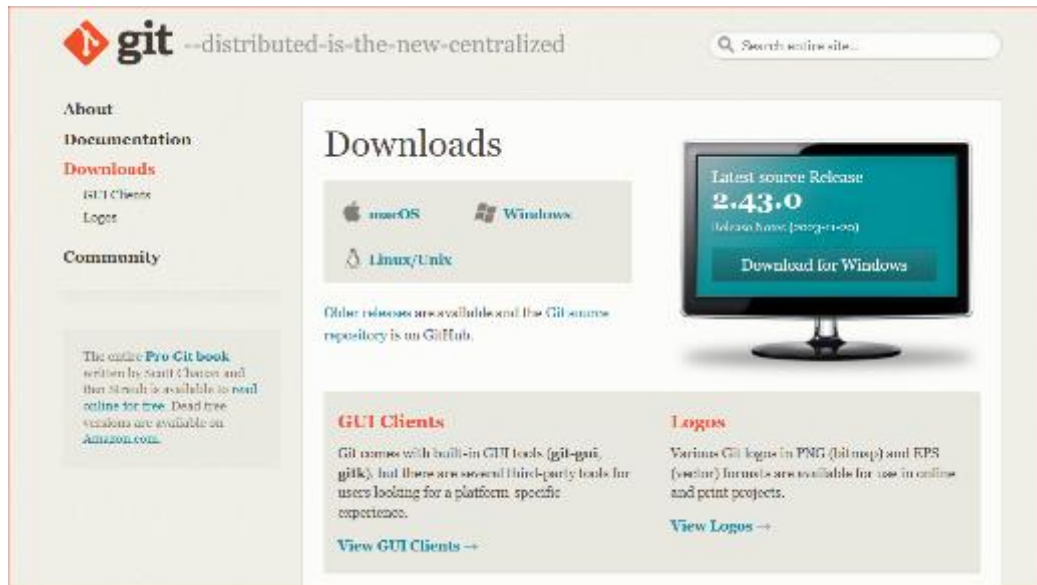 git --distributed-is-the-new-centralized
Search entire site...
About
Documentation
Downloads
GUI Clients
Logos
Community
The entire Pro Git book
written by Scott Chacon and
Ben Straub is available to read
online for free. Dead tree
versions are available on
Amazon.com.
Downloads
macOS
Windows
Linux/Unix
Older releases are available and the Git source
repository is on GitHub.
Latest source Release
2.43.0
Release Notes (2023-11-20)
Download for Windows
GUI Clients
Git comes with built-in GUI tools (git-gui,
gitk), but there are several third-party tools for
users looking for a platform-specific
experience.
View GUI Clients →
Logos
Various Git logos in PNG (bitmap) and EPS
(vector) formats are available for use in online
and print projects.
View Logos →